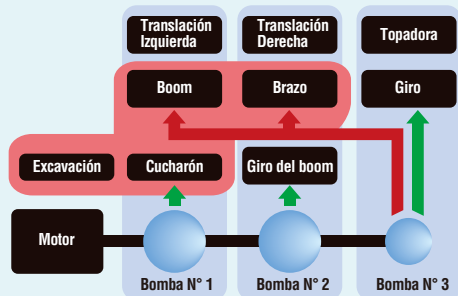 Translación
Izquierda
Translación
Derecha
Topadora
Boom
Brazo
Giro
Excavación
Cucharón
Giro del boom
Motor
Bomba N° 1
Bomba N° 2
Bomba N° 3